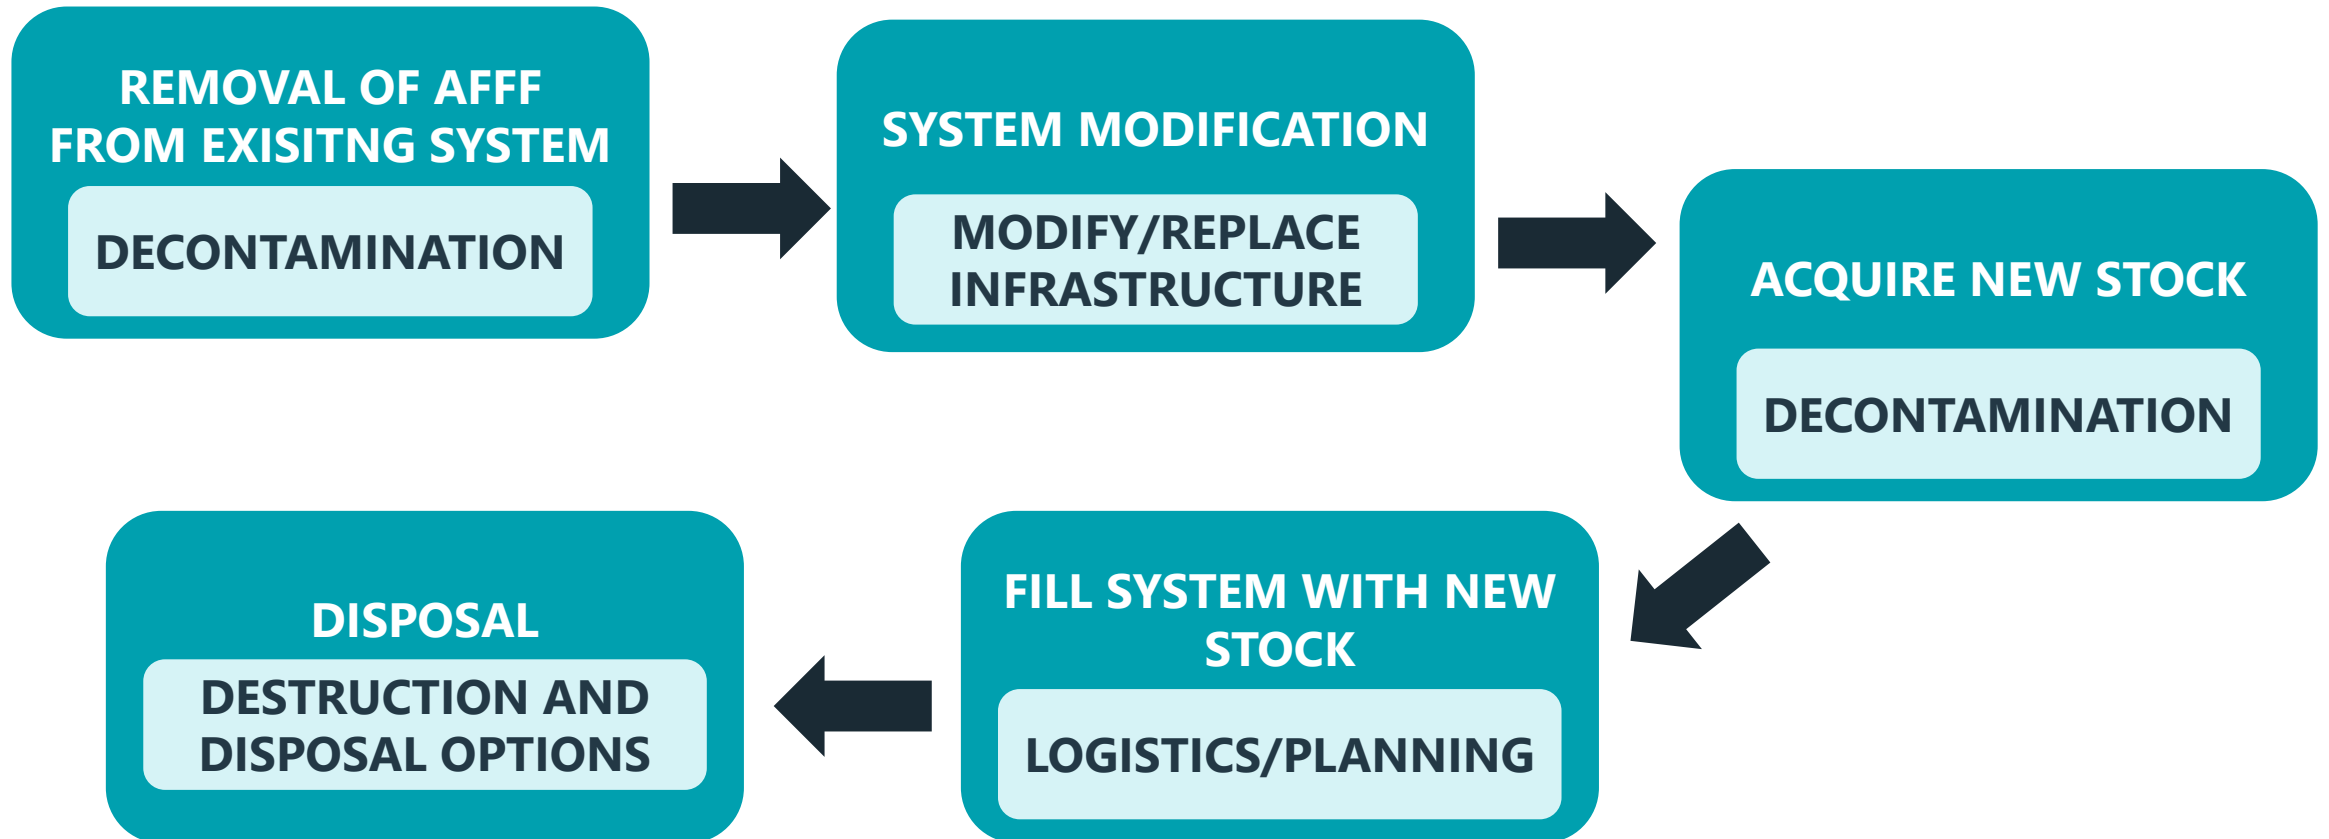 REMOVAL OF AFFF
FROM EXISITNG SYSTEM
DECONTAMINATION
SYSTEM MODIFICATION
MODIFY/REPLACE
INFRASTRUCTURE
ACQUIRE NEW STOCK
DECONTAMINATION
FILL SYSTEM WITH NEW
STOCK
LOGISTICS/PLANNING
DISPOSAL
DESTRUCTION AND
DISPOSAL OPTIONS